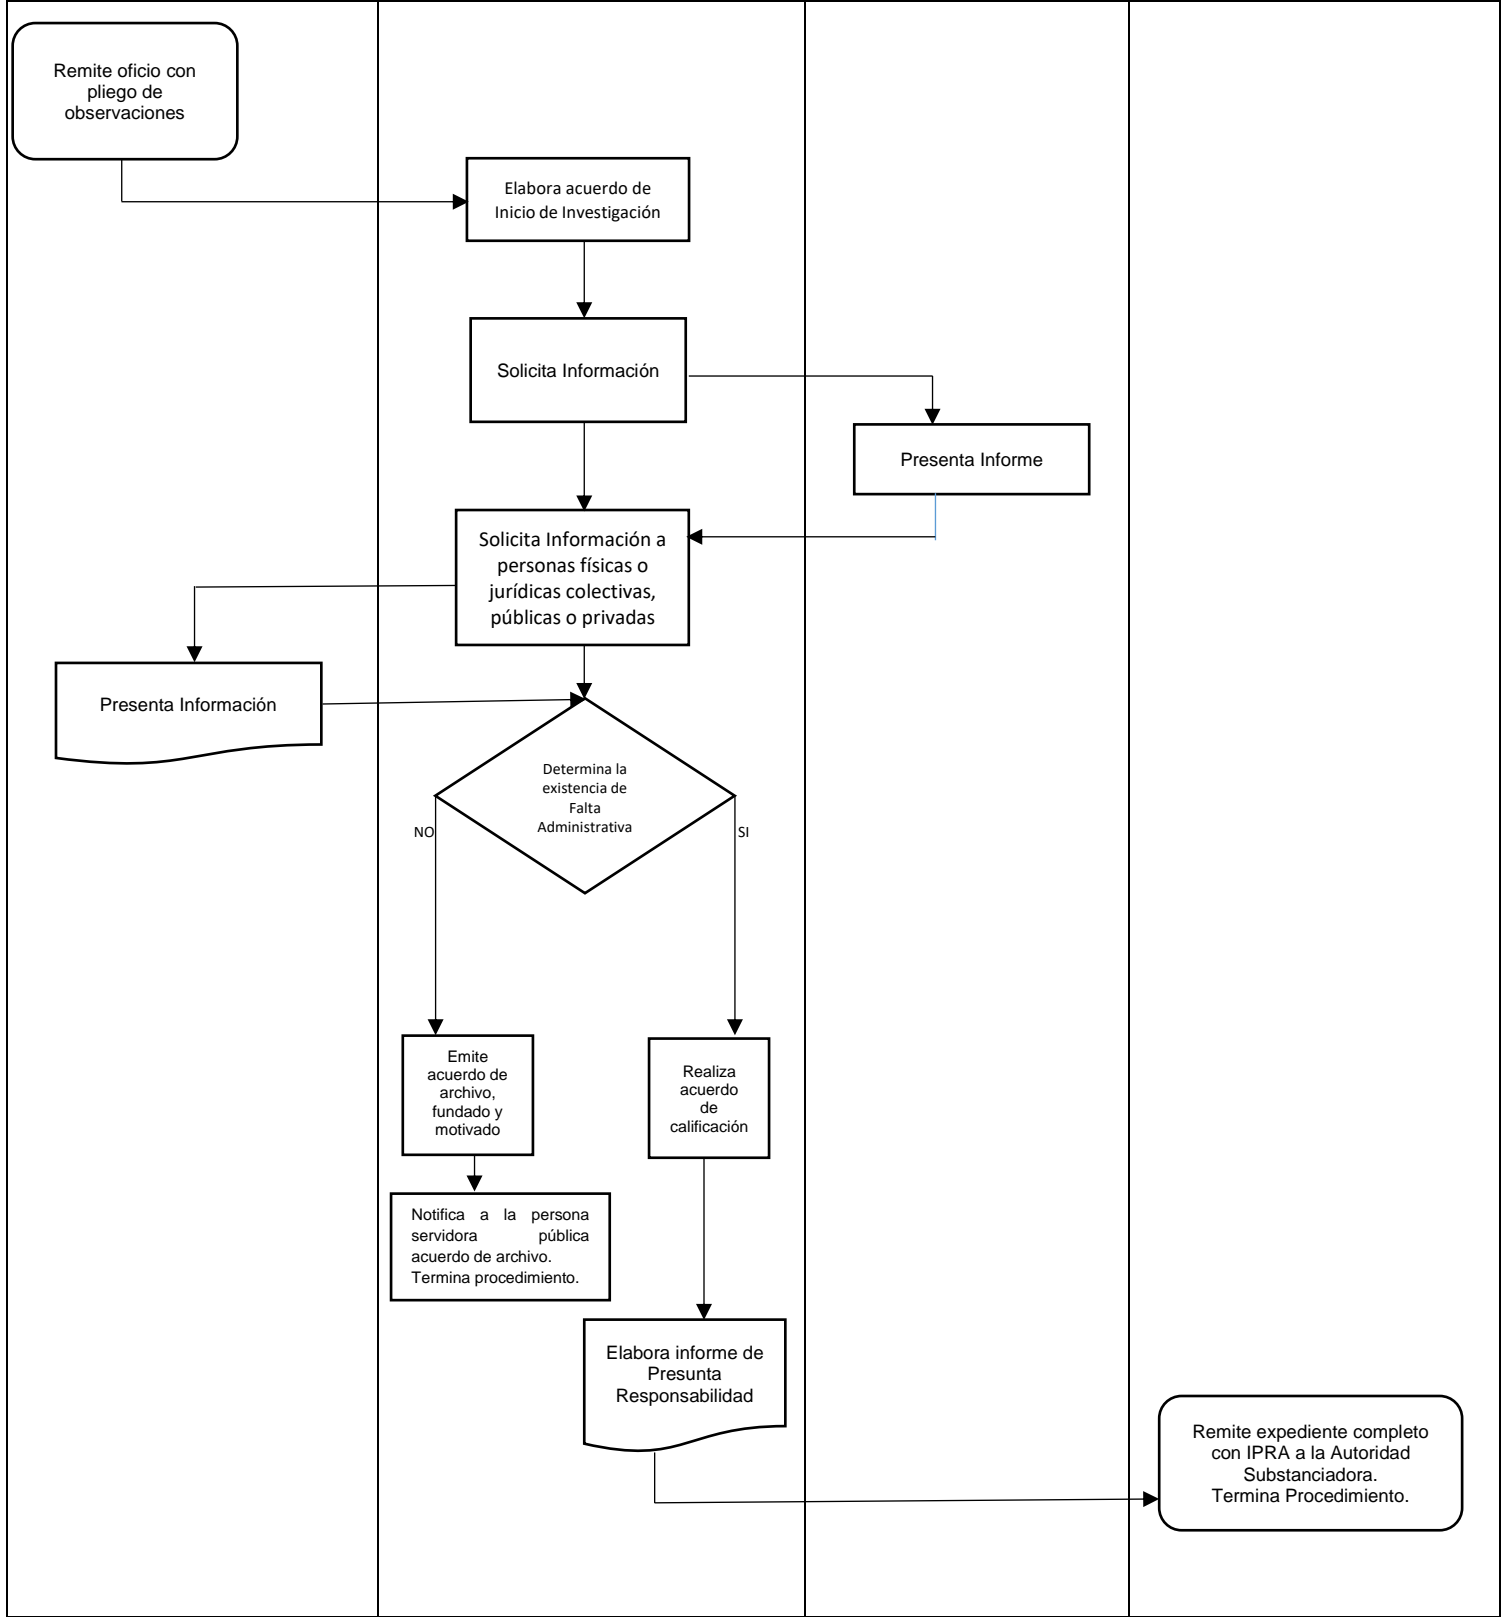 Remite oficio con
pliego de
observaciones
Elabora acuerdo de
Inicio de Investigación
Solicita Información
Presenta Informe
Solicita Información a
personas físicas o
jurídicas colectivas,
públicas o privadas
Presenta Información
Determina la
existencia de
Falta
Administrativa
NO
SI
Emite
acuerdo de
archivo,
fundado y
motivado
Realiza
acuerdo
de
calificación
Notifica a la persona
servidora pública
acuerdo de archivo.
Termina procedimiento.
Elabora informe de
Presunta
Responsabilidad
Remite expediente completo
con IPRA a la Autoridad
Substanciadora.
Termina Procedimiento.